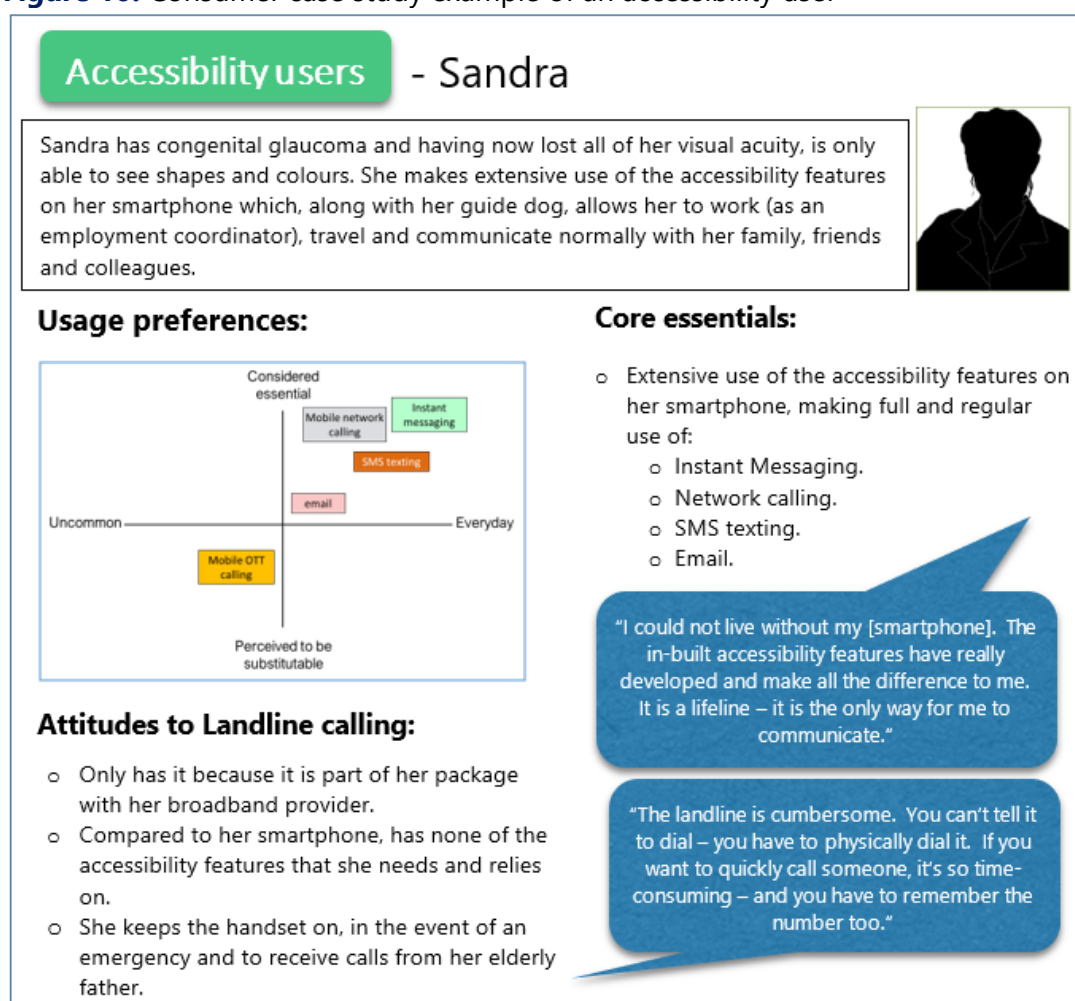 Figure Consumer case study example of an accessibility user
Accessibility users - Sandra
Sandra has congenital glaucoma and having now lost all of her visual acuity, is only
able to see shapes and colours. She makes extensive use of the accessibility features
on her smartphone which, along with her guide dog, allows her to work (as an
employment coordinator), travel and communicate normally with her family, friends
and colleagues.
Usage preferences:
Considered
essential
Instant
messaging
Mobile network
calling
SMS texting
email
Uncommon
Everyday
Mobile OTT
calling
Perceived to be
substitutable
Attitudes to Landline calling:
o Only has it because it is part of her package
with her broadband provider.
o Compared to her smartphone, has none of the
accessibility features that she needs and relies
on.
o She keeps the handset on, in the event of an
emergency and to receive calls from her elderly
father.
Core essentials:
o Extensive use of the accessibility features on
her smartphone, making full and regular
use of:
o Instant Messaging.
o Network calling.
o SMS texting.
o Email.
“I could not live without my [smartphone]. The
in-built accessibility features have really
developed and make all the difference to me.
It is a lifeline – it is the only way for me to
communicate.“
“The landline is cumbersome. You can’t tell it
to dial – you have to physically dial it. If you
want to quickly call someone, it’s so time-
consuming – and you have to remember the
number too.“